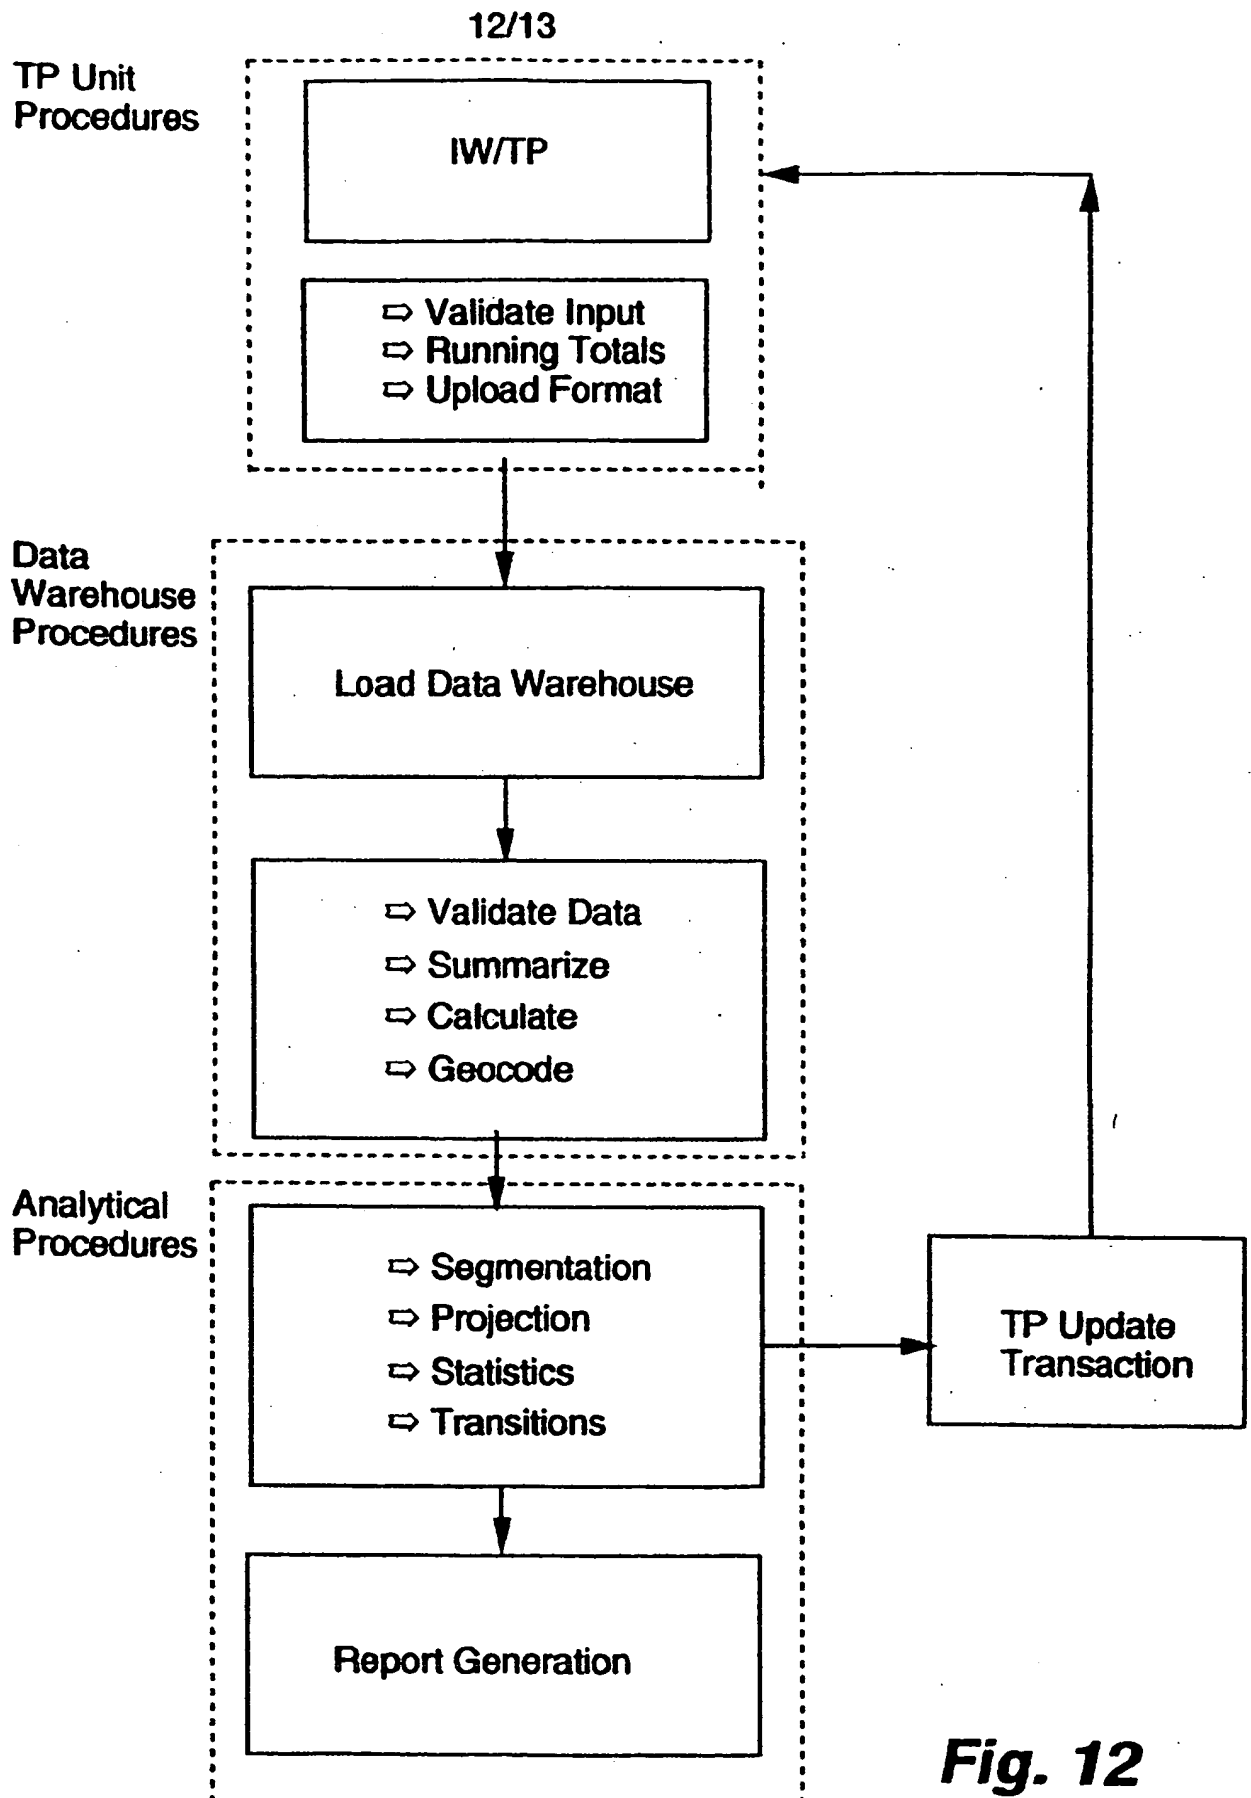 12/13
TP Unit
Procedures
IW/TP
⇨ Validate Input
⇨ Running Totals
⇨ Upload Format
Data
Warehouse
Procedures
Load Data Warehouse
⇨ Validate Data
⇨ Summarize
⇨ Calculate
⇨ Geocode
Analytical
Procedures
⇨ Segmentation
⇨ Projection
⇨ Statistics
⇨ Transitions
TP Update
Transaction
Report Generation
Fig. 12